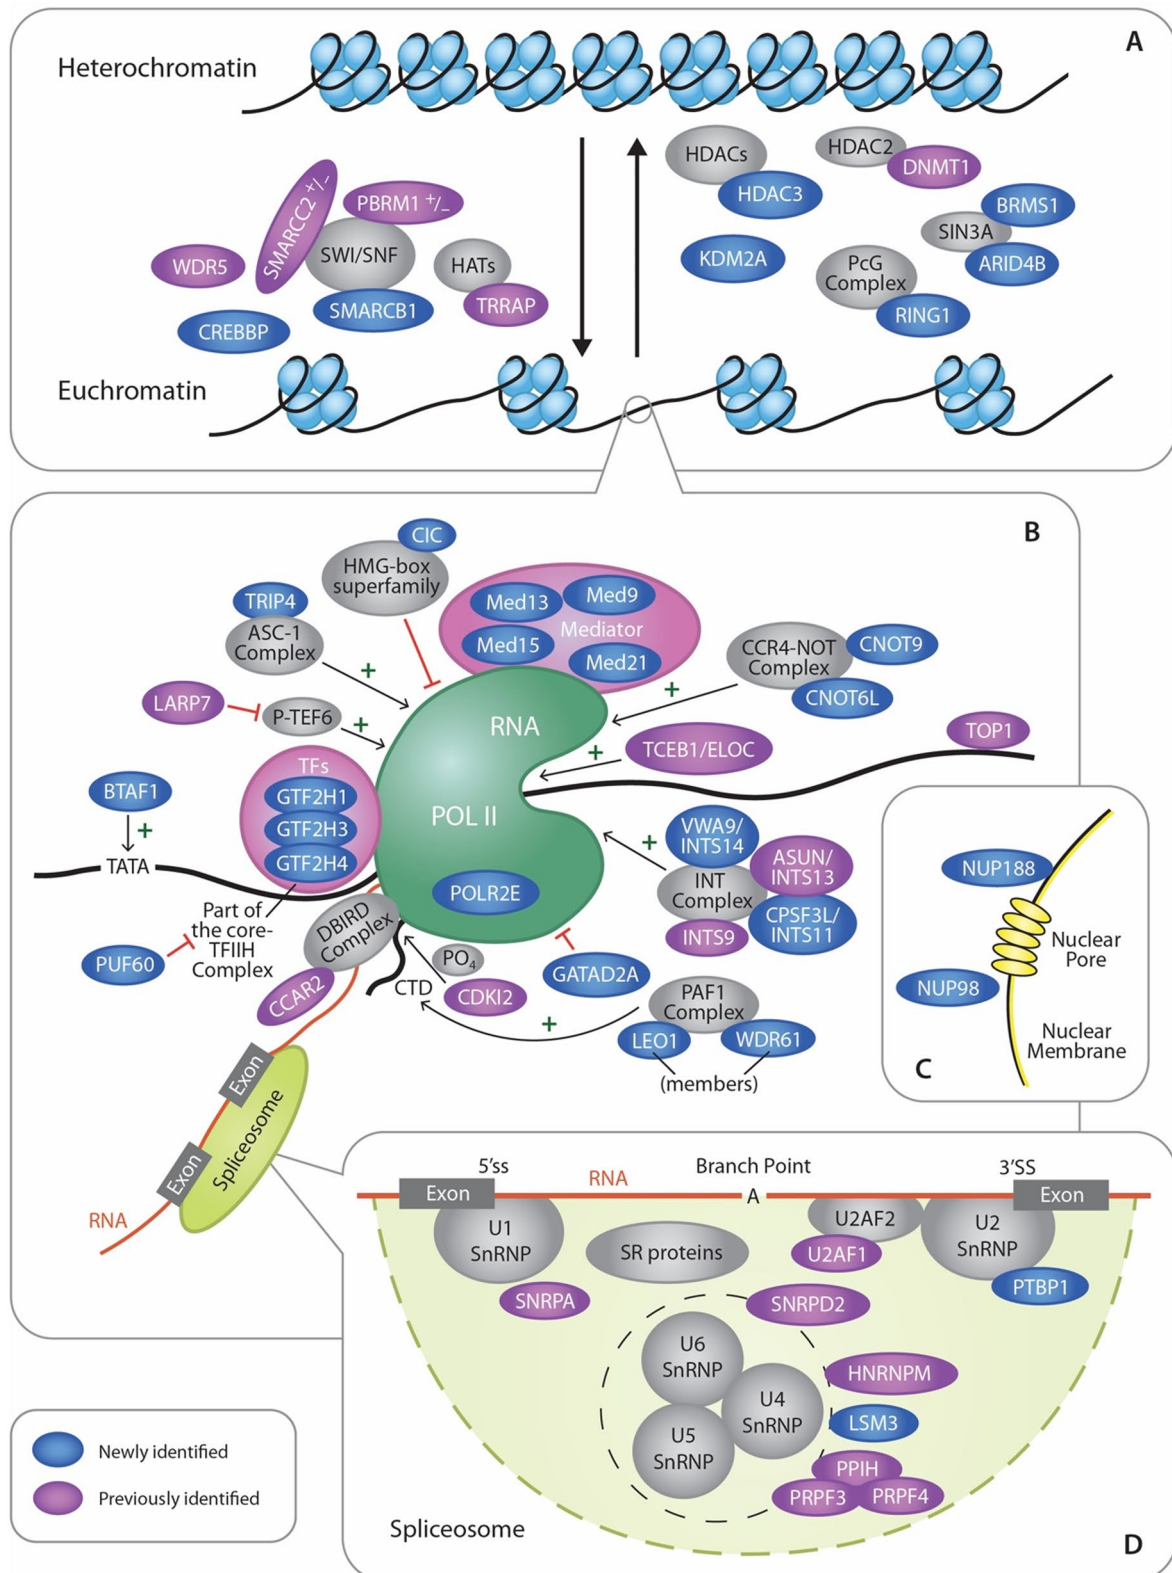 A
Heterochromatin
HDACs
HDAC3
HDAC2
DNMT1
BRMS1
SIN3A
ARID4B
KDM2A
PcG
Complex
RING1
SMARCC2 +/-
PBRM1 +/-
SWI/SNF
WDR5
HATs
TRRAP
SMARCB1
CREBBP
Euchromatin
B
CIC
HMG-box
superfamily
TRIP4
ASC-1
Complex
+
Med13
Med9
Mediator
Med15
Med21
CCR4-NOT
Complex
CNOT9
CNOT6L
+
LARP7
P-TEF6
+
RNA
POL II
POLR2E
TCEB1/ELOC
+
TOP1
TFs
GTF2H1
GTF2H3
GTF2H4
BTAF1
+
TATA
Part of
the core-
TFIIH
Complex
PUF60
DBIRD
Complex
CCAR2
VWA9/
INTS14
+
ASUN/
INTS13
INT
Complex
CPSF3L/
INTS11
INTS9
GATAD2A
PO4
CDKI2
CTD
+
PAF1
Complex
LEO1
WDR61
(members)
NUP188
Nuclear
Pore
NUP98
Nuclear
Membrane
C
Exon
Spliceosome
Exon
RNA
5'ss
RNA
Branch Point
A
3'SS
Exon
Exon
U1
SnRNP
SNRPA
SR proteins
U2AF2
U2AF1
U2
SnRNP
PTBP1
SNRPD2
U6
SnRNP
U4
SnRNP
U5
SnRNP
HNRNPM
LSM3
PPIH
PRPF3
PRPF4
Spliceosome
D
Newly identified
Previously identified